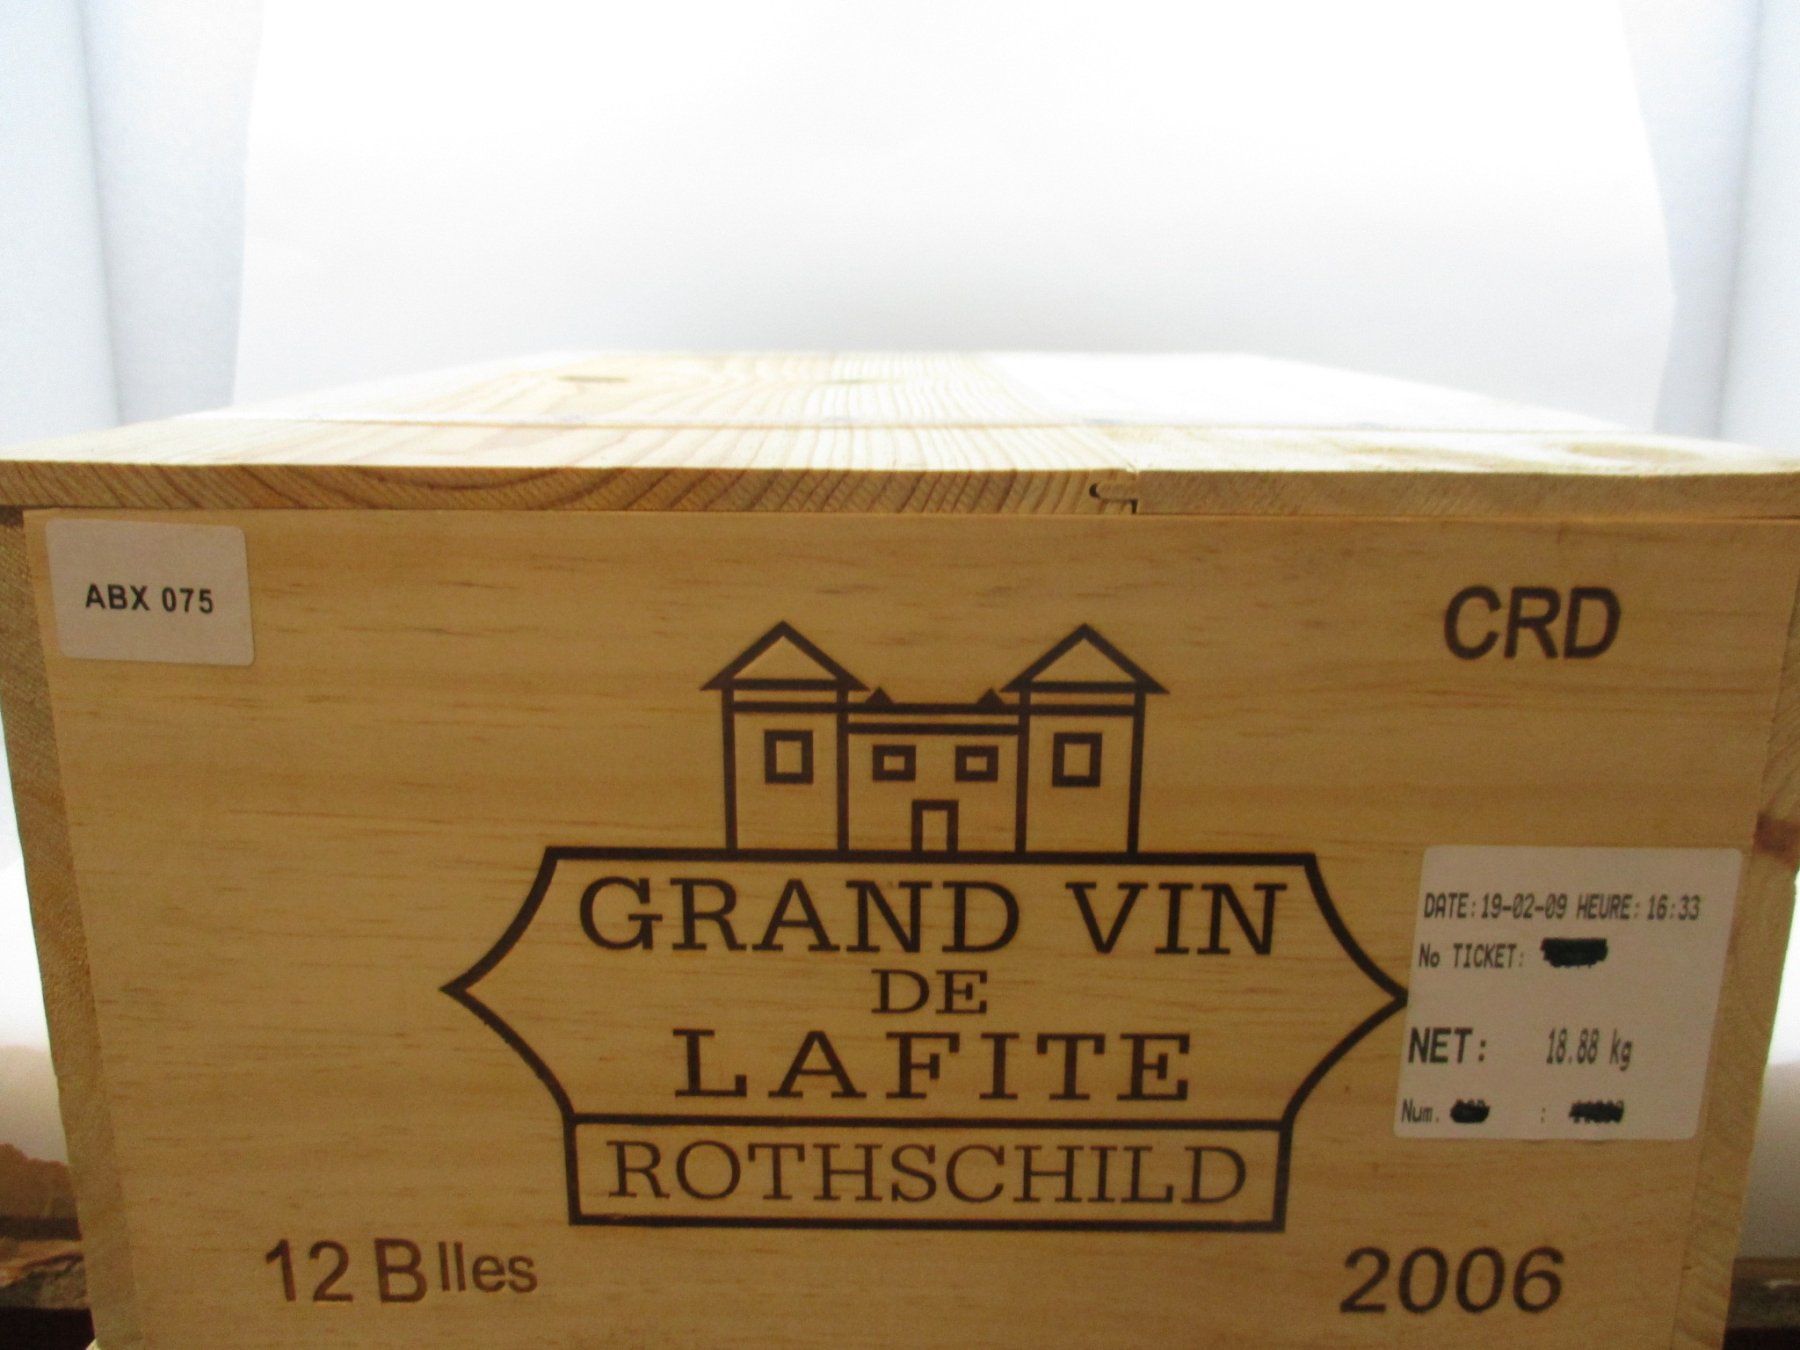 ABX 075
CRD
GRAND VIN
DE
LAFITE
ROTHSCHILD
DATE: 19-02-09 HEURE: 16:33
No TICKET:
NET: 18.88 kg
Num. :
12 Blles
2006